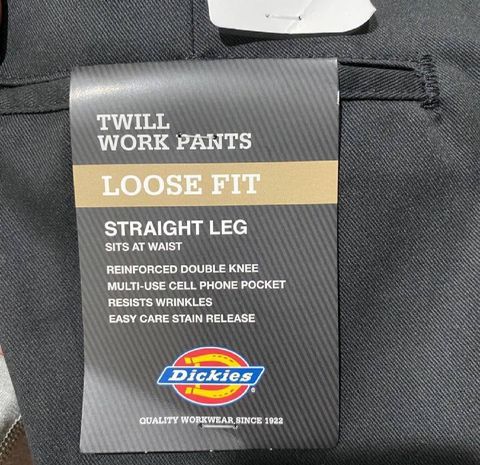 TWILL
WORK PANTS
LOOSE FIT
STRAIGHT LEG
SITS AT WAIST
REINFORCED DOUBLE KNEE
MULTI-USE CELL PHONE POCKET
RESISTS WRINKLES
EASY CARE STAIN RELEASE
Dickies®
QUALITY WORKWEAR SINCE 1922